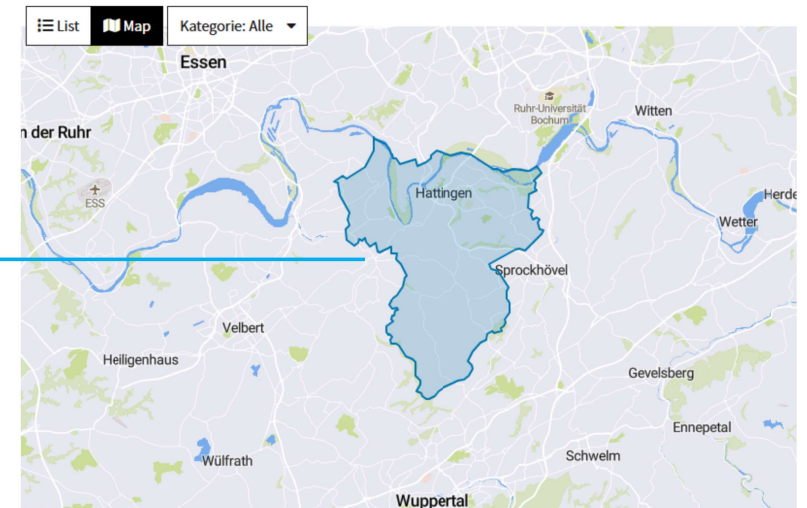 List
Map
Kategorie: Alle
Essen
Ruhr-Universität
Bochum
Witten
n der Ruhr
ESS
Hattingen
Herde
Wetter
Sprockhövel
Velbert
Heiligenhaus
Gevelsberg
Ennepetal
Schwelm
Wülfrath
Wuppertal